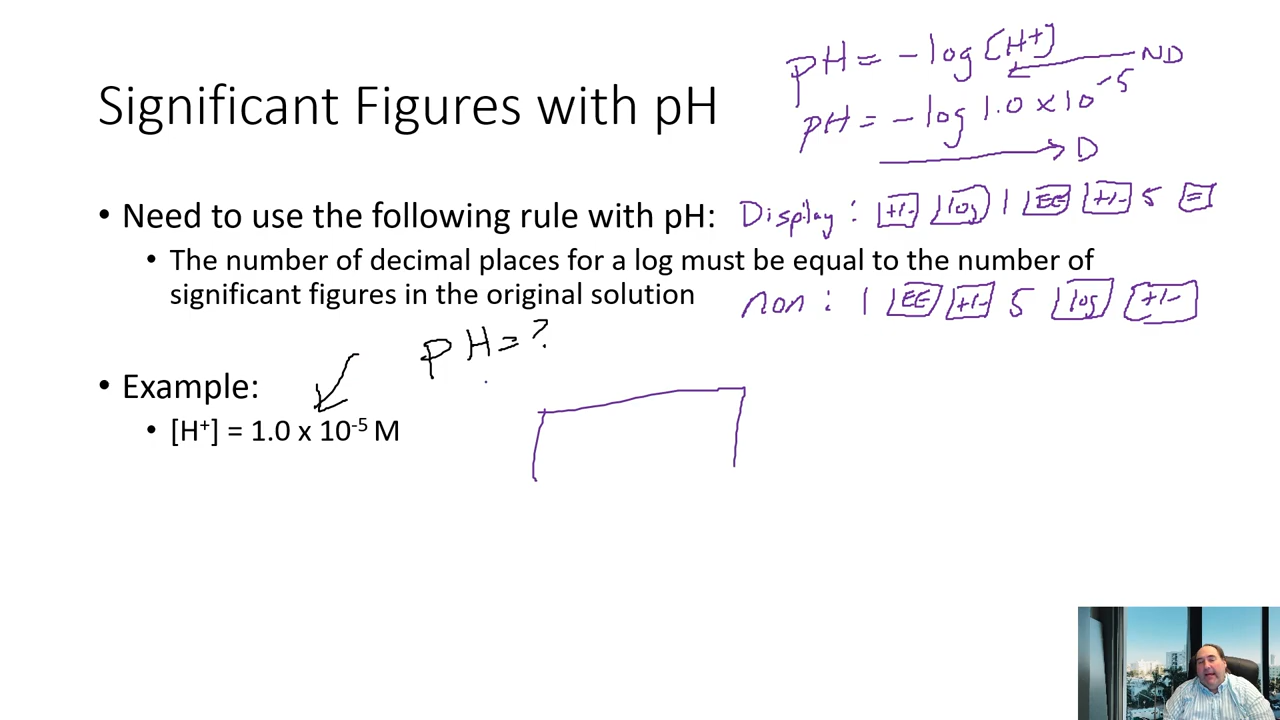 pH = - log [H+]
ND
Significant Figures with pH
pH = - log 1.0 x 10⁻⁵
D
• Need to use the following rule with pH:
Display : +/- log 1 EE +/- 5 =
• The number of decimal places for a log must be equal to the number of
significant figures in the original solution
non : 1 EE +/- 5 log +/-
pH = ?
• Example:
• [H⁺] = 1.0 x 10⁻⁵ M